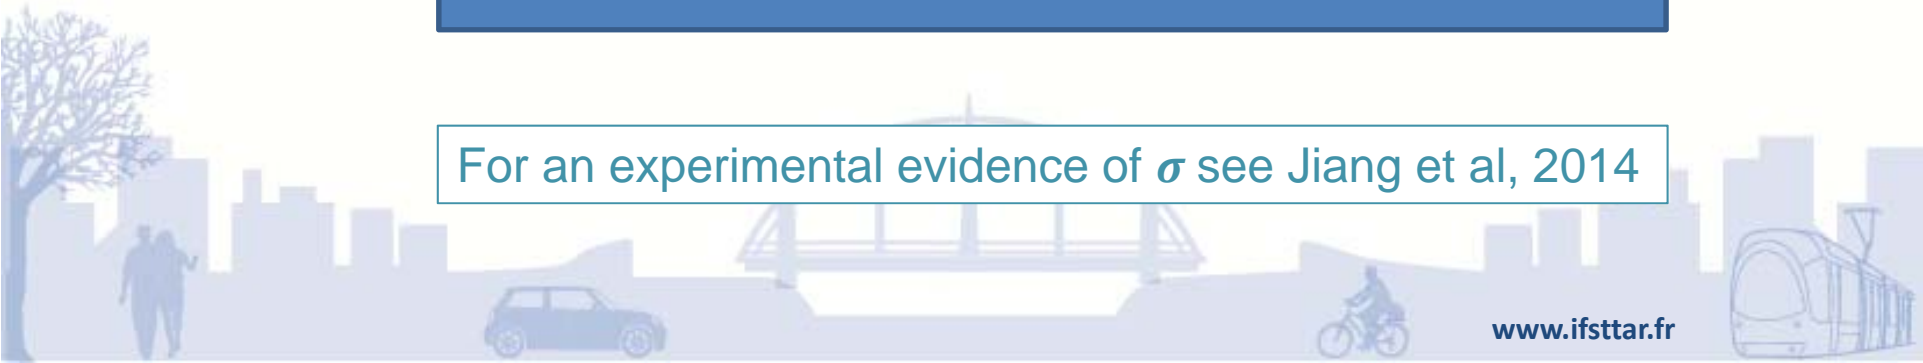 For an experimental evidence of σ see Jiang et al, 2014
www.ifsttar.fr